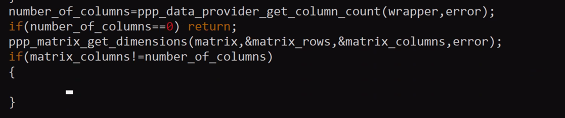 number_of_columns=ppp_data_provider_get_column_count(wrapper,error);
if(number_of_columns==0) return;
ppp_matrix_get_dimensions(matrix,&matrix_rows,&matrix_columns,error);
if(matrix_columns!=number_of_columns)
{
}